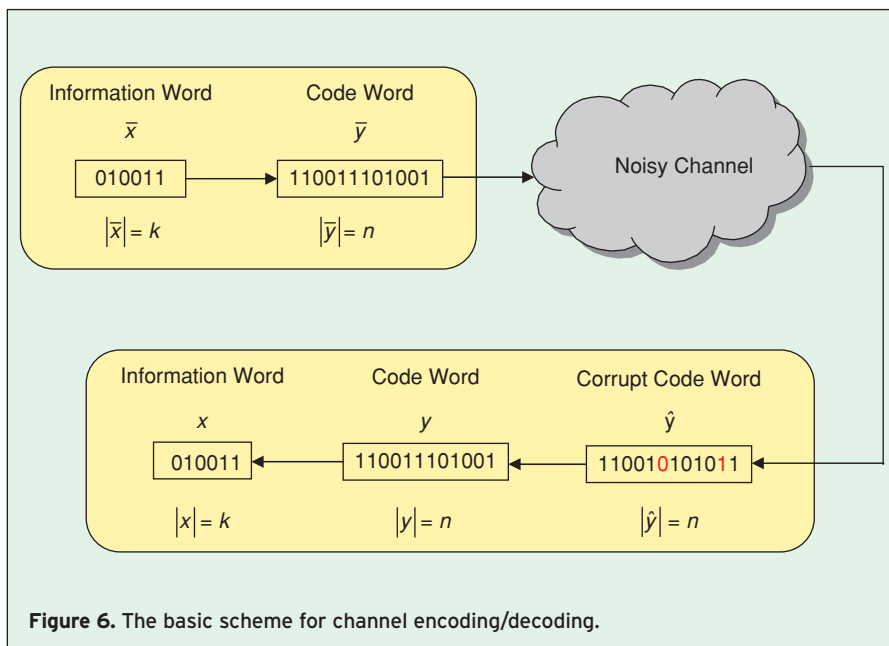 Information Word Code Word
x̄ ȳ
010011 110011101001
|x̄| = k |ȳ| = n
Noisy Channel
Information Word Code Word Corrupt Code Word
x y ŷ
010011 110011101001 110010101011
|x| = k |y| = n |ŷ| = n
Figure 6. The basic scheme for channel encoding/decoding.